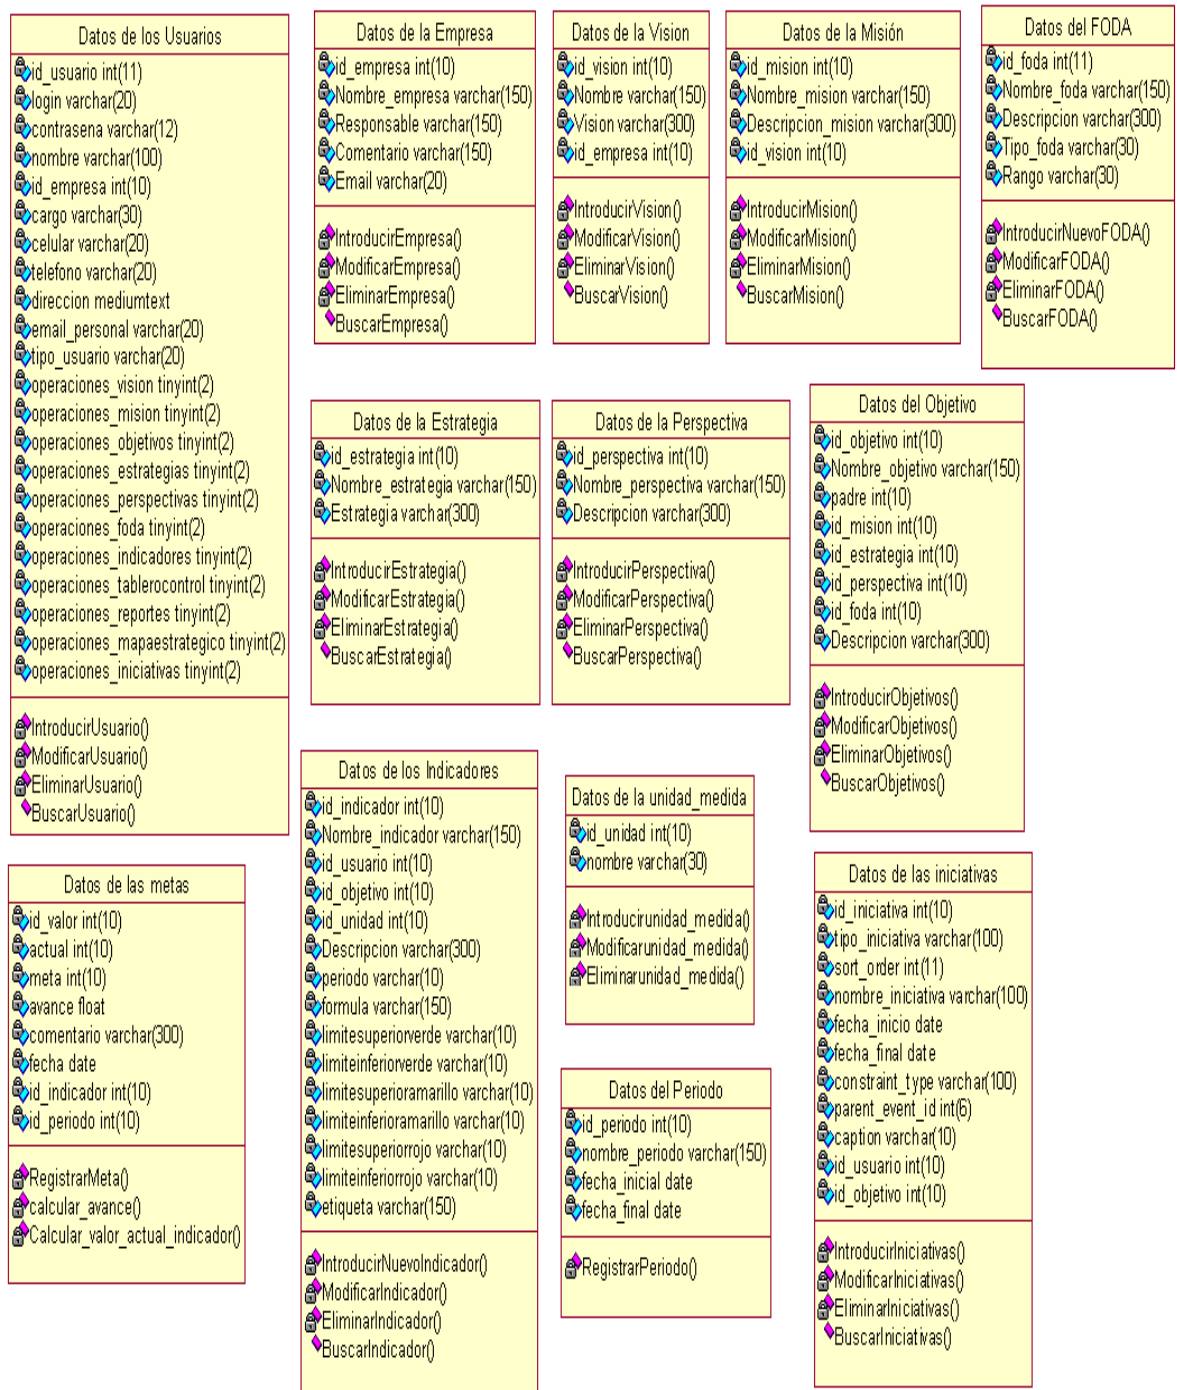 Datos de los Usuarios
id_usuario int(11)
login varchar(20)
contrasena varchar(12)
nombre varchar(100)
id_empresa int(10)
cargo varchar(30)
celular varchar(20)
telefono varchar(20)
direccion mediumtext
email_personal varchar(20)
tipo_usuario varchar(20)
operaciones_vision tinyint(2)
operaciones_mision tinyint(2)
operaciones_objetivos tinyint(2)
operaciones_estrategias tinyint(2)
operaciones_perspectivas tinyint(2)
operaciones_foda tinyint(2)
operaciones_indicadores tinyint(2)
operaciones_tablerocontrol tinyint(2)
operaciones_reportes tinyint(2)
operaciones_mapaestrategico tinyint(2)
operaciones_iniciativas tinyint(2)
IntroducirUsuario()
ModificarUsuario()
EliminarUsuario()
BuscarUsuario()
Datos de la Empresa
id_empresa int(10)
Nombre_empresa varchar(150)
Responsable varchar(150)
Comentario varchar(150)
Email varchar(20)
IntroducirEmpresa()
ModificarEmpresa()
EliminarEmpresa()
BuscarEmpresa()
Datos de la Vision
id_vision int(10)
Nombre varchar(150)
Vision varchar(300)
id_empresa int(10)
IntroducirVision()
ModificarVision()
EliminarVision()
BuscarVision()
Datos de la Misión
id_mision int(10)
Nombre_mision varchar(150)
Descripcion_mision varchar(300)
id_vision int(10)
IntroducirMision()
ModificarMision()
EliminarMision()
BuscarMision()
Datos del FODA
id_foda int(11)
Nombre_foda varchar(150)
Descripcion varchar(300)
Tipo_foda varchar(30)
Rango varchar(30)
IntroducirNuevoFODA()
ModificarFODA()
EliminarFODA()
BuscarFODA()
Datos de la Estrategia
id_estrategia int(10)
Nombre_estrategia varchar(150)
Estrategia varchar(300)
IntroducirEstrategia()
ModificarEstrategia()
EliminarEstrategia()
BuscarEstrategia()
Datos de la Perspectiva
id_perspectiva int(10)
Nombre_perspectiva varchar(150)
Descripcion varchar(300)
IntroducirPerspectiva()
ModificarPerspectiva()
EliminarPerspectiva()
BuscarPerspectiva()
Datos del Objetivo
id_objetivo int(10)
Nombre_objetivo varchar(150)
padre int(10)
id_mision int(10)
id_estrategia int(10)
id_perspectiva int(10)
id_foda int(10)
Descripcion varchar(300)
IntroducirObjetivos()
ModificarObjetivos()
EliminarObjetivos()
BuscarObjetivos()
Datos de las metas
id_valor int(10)
actual int(10)
meta int(10)
avance float
comentario varchar(300)
fecha date
id_indicador int(10)
id_periodo int(10)
RegistrarMeta()
calcular_avance()
Calcular_valor_actual_indicador()
Datos de los Indicadores
id_indicador int(10)
Nombre_indicador varchar(150)
id_usuario int(10)
id_objetivo int(10)
id_unidad int(10)
Descripcion varchar(300)
periodo varchar(10)
formula varchar(150)
limitesuperiorverde varchar(10)
limiteinferiorverde varchar(10)
limitesuperioramarillo varchar(10)
limiteinferioramarillo varchar(10)
limitesuperiorrojo varchar(10)
limiteinferiorrojo varchar(10)
etiqueta varchar(150)
IntroducirNuevoIndicador()
ModificarIndicador()
EliminarIndicador()
BuscarIndicador()
Datos de la unidad_medida
id_unidad int(10)
nombre varchar(30)
Introducirunidad_medida()
Modificarunidad_medida()
Eliminarunidad_medida()
Datos del Periodo
id_periodo int(10)
nombre_periodo varchar(150)
fecha_inicial date
fecha_final date
RegistrarPeriodo()
Datos de las iniciativas
id_iniciativa int(10)
tipo_iniciativa varchar(100)
sort_order int(11)
nombre_iniciativa varchar(100)
fecha_inicio date
fecha_final date
constraint_type varchar(100)
parent_event_id int(6)
caption varchar(10)
id_usuario int(10)
id_objetivo int(10)
IntroducirIniciativas()
ModificarIniciativas()
EliminarIniciativas()
BuscarIniciativas()